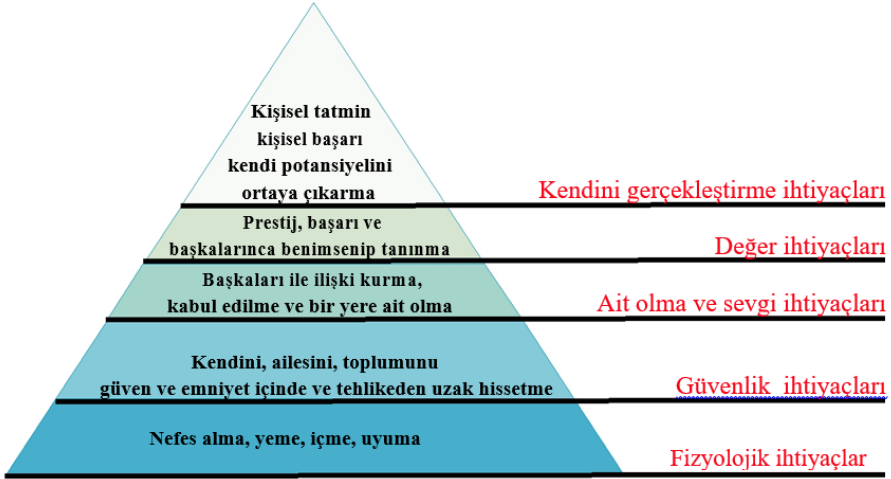 Kişisel tatmin
kişisel başarı
kendi potansiyelini
ortaya çıkarma
Kendini gerçekleştirme ihtiyaçları
Prestij, başarı ve
başkalarınca benimsenip tanınma
Değer ihtiyaçları
Başkaları ile ilişki kurma,
kabul edilme ve bir yere ait olma
Ait olma ve sevgi ihtiyaçları
Kendini, ailesini, toplumunu
güven ve emniyet içinde ve tehlikeden uzak hissetme
Güvenlik ihtiyaçları
Nefes alma, yeme, içme, uyuma
Fizyolojik ihtiyaçlar